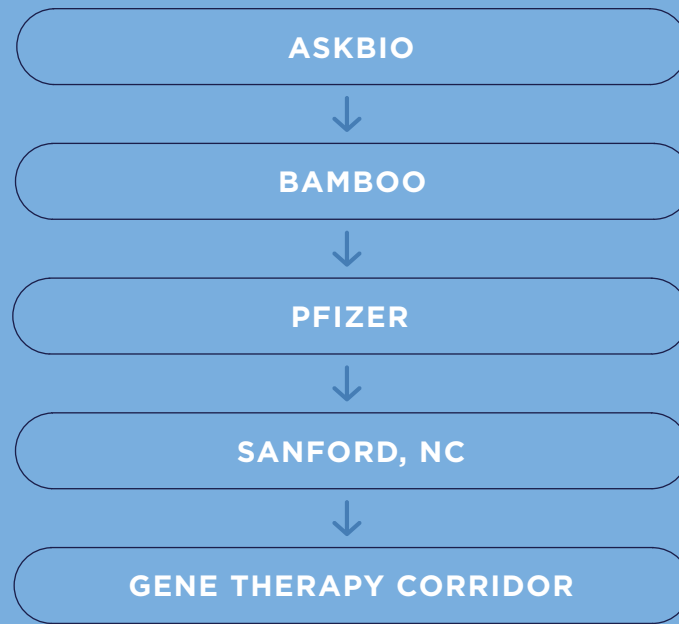 ASKBIO
BAMBOO
PFIZER
SANFORD, NC
GENE THERAPY CORRIDOR